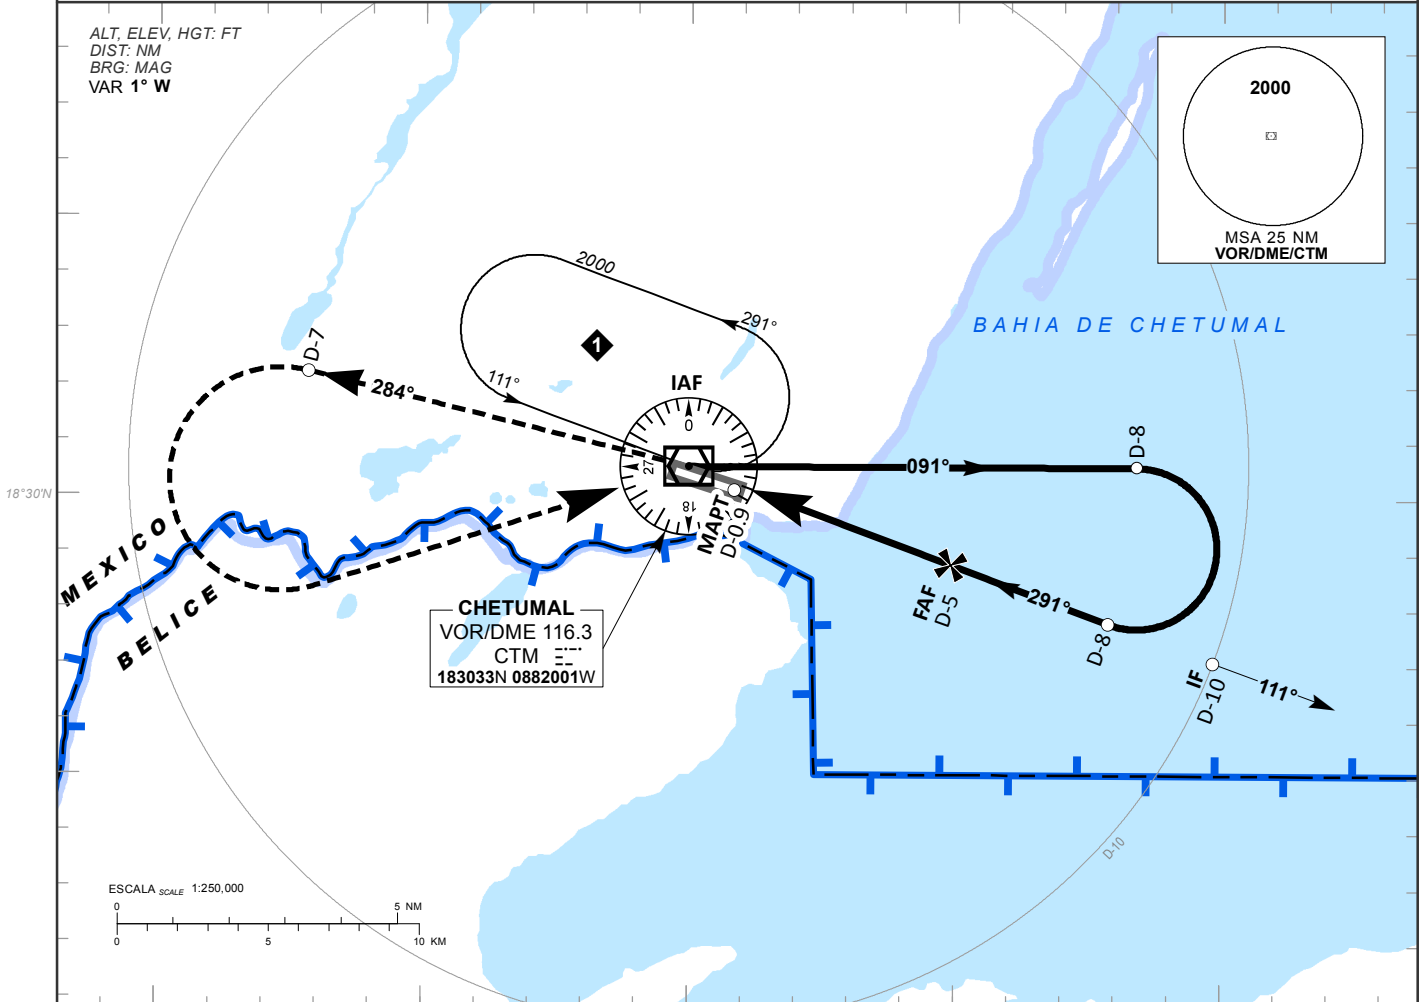 ALT, ELEV, HGT: FT
DIST: NM
BRG: MAG
VAR 1° W
2000
MSA 25 NM
VOR/DME/CTM
BAHIA DE CHETUMAL
2000
291°
1
111°
IAF
D-7
284°
0
27
18
MAPT
D-0.9
091°
D-8
18°30'N
FAF
D-5
291°
D-8
IF
D-10
111°
MEXICO
BELICE
CHETUMAL
VOR/DME 116.3
CTM
183033N 0882001W
D-10
ESCALA SCALE 1:250,000
0 5 NM
0 5 10 KM